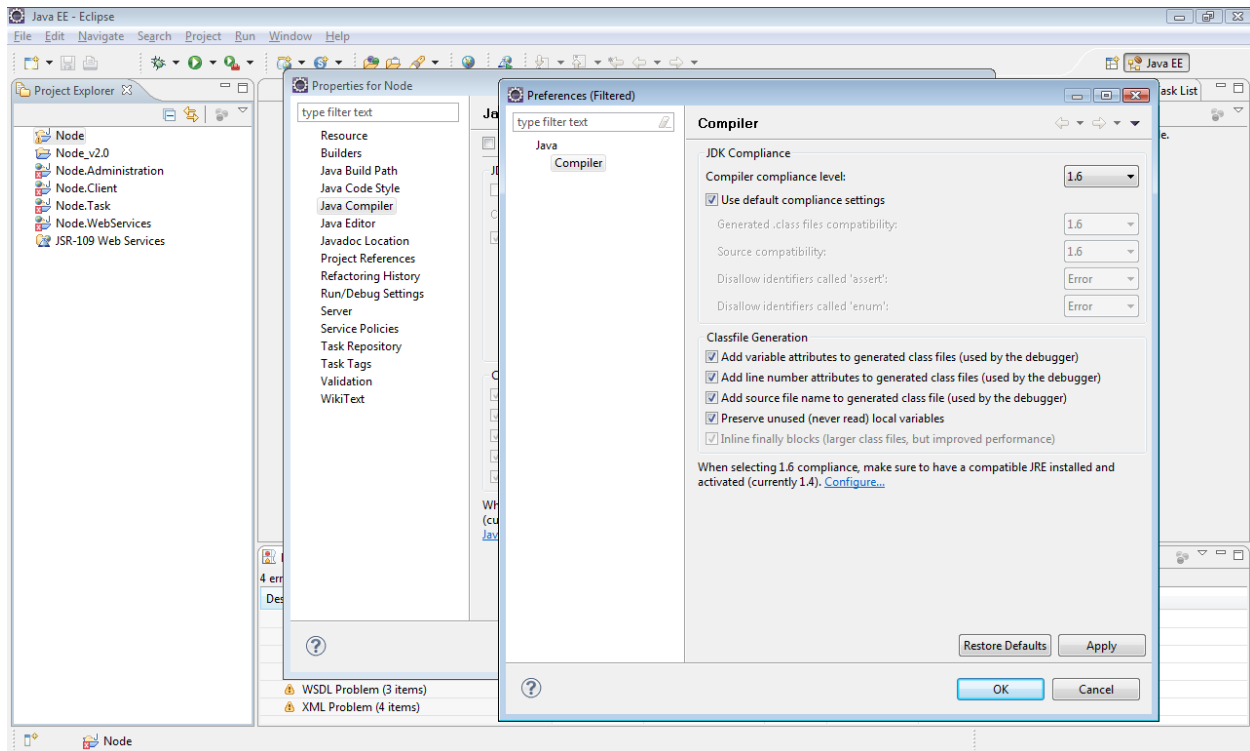 Java EE - Eclipse
File Edit Navigate Search Project Run Window Help
Java EE
Project Explorer
Node
Node_v2.0
Node.Administration
Node.Client
Node.Task
Node.WebServices
JSR-109 Web Services
Properties for Node
type filter text
Resource
Builders
Java Build Path
Java Code Style
Java Compiler
Java Editor
Javadoc Location
Project References
Refactoring History
Run/Debug Settings
Server
Service Policies
Task Repository
Task Tags
Validation
WikiText
Preferences (Filtered)
type filter text
Java
Compiler
Compiler
JDK Compliance
Compiler compliance level: 1.6
Use default compliance settings
Generated .class files compatibility: 1.6
Source compatibility: 1.6
Disallow identifiers called 'assert': Error
Disallow identifiers called 'enum': Error
Classfile Generation
Add variable attributes to generated class files (used by the debugger)
Add line number attributes to generated class files (used by the debugger)
Add source file name to generated class file (used by the debugger)
Preserve unused (never read) local variables
Inline finally blocks (larger class files, but improved performance)
When selecting 1.6 compliance, make sure to have a compatible JRE installed and
activated (currently 1.4). Configure...
Restore Defaults Apply
OK Cancel
ask List
4 err
WSDL Problem (3 items)
XML Problem (4 items)
Node